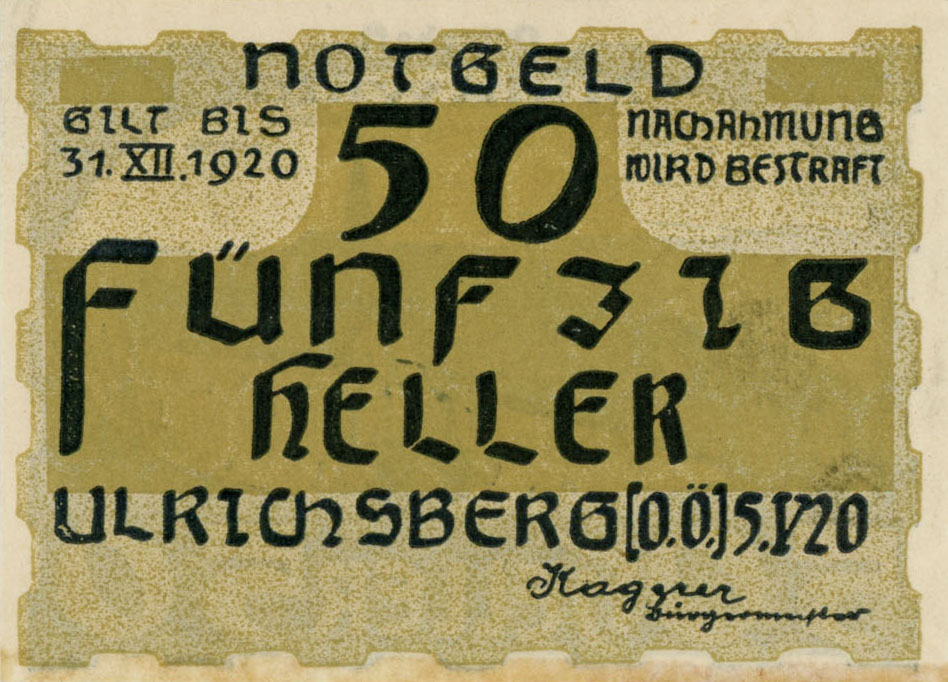 NOTGELD
GILT BIS
31. XII. 1920
50
NACHAHMUNG
WIRD BESTRAFT
FÜNFZIG
HELLER
ULRICHSBERG [O.Ö.] 5. V 20
Bürgermeister